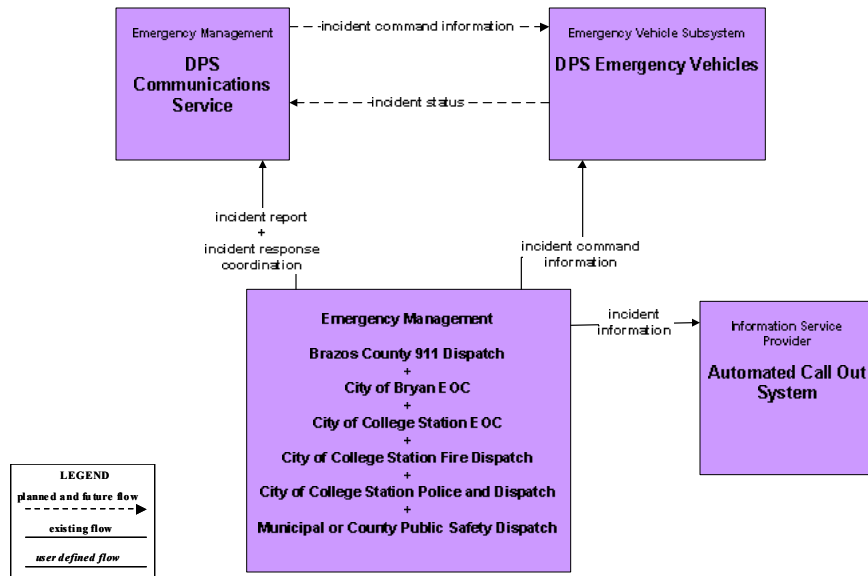 Emergency Management
DPS
Communications
Service
incident command information
incident status
Emergency Vehicle Subsystem
DPS Emergency Vehicles
incident report
+
incident response
coordination
incident command
information
Emergency Management
Brazos County 911 Dispatch
+
City of Bryan EOC
+
City of College Station EOC
+
City of College Station Fire Dispatch
+
City of College Station Police and Dispatch
+
Municipal or County Public Safety Dispatch
incident
information
Information Service
Provider
Automated Call Out
System
LEGEND
planned and future flow
existing flow
user defined flow